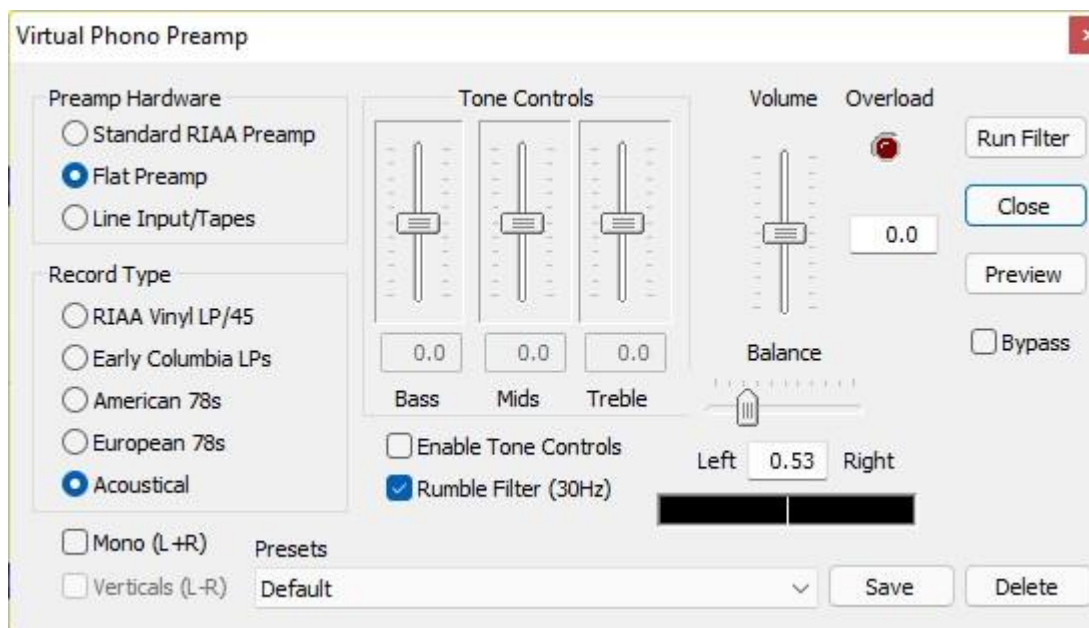 Virtual Phono Preamp
Preamp Hardware
Standard RIAA Preamp
Flat Preamp
Line Input/Tapes
Record Type
RIAA Vinyl LP/45
Early Columbia LPs
American 78s
European 78s
Acoustical
Mono (L+R)
Verticals (L-R)
Tone Controls
0.0 0.0 0.0
Bass Mids Treble
Enable Tone Controls
Rumble Filter (30Hz)
Volume Overload
0.0
Balance
Left 0.53 Right
Run Filter
Close
Preview
Bypass
Presets
Default
Save Delete